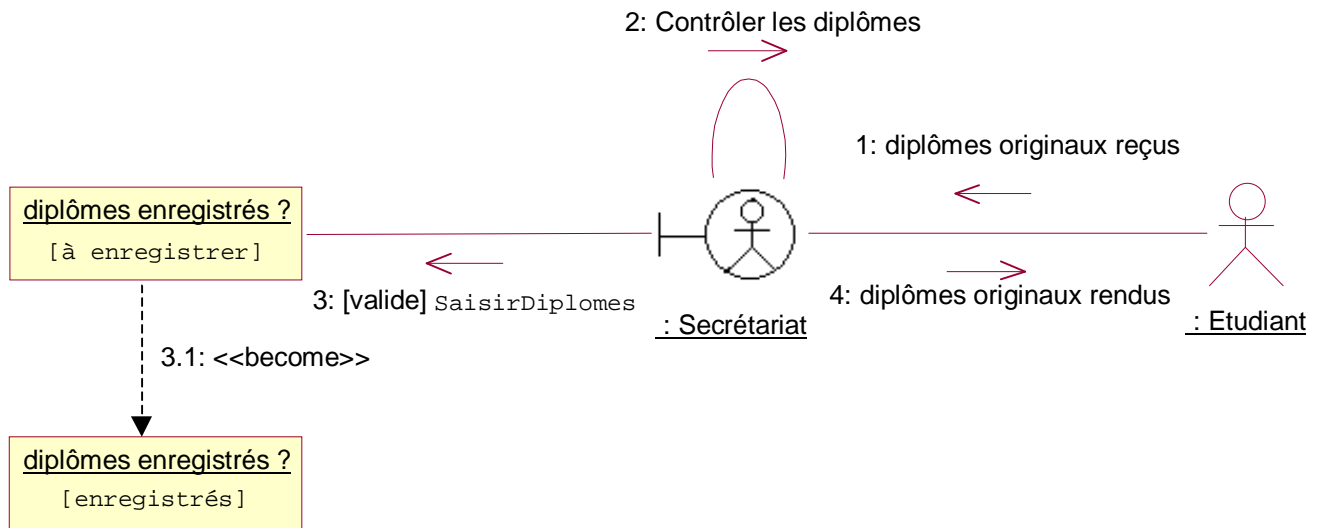 2: Contrôler les diplômes
1: diplômes originaux reçus
diplômes enregistrés ?
[à enregistrer]
3: [valide] SaisirDiplomes
4: diplômes originaux rendus
: Secrétariat
: Etudiant
3.1: <<become>>
diplômes enregistrés ?
[enregistrés]